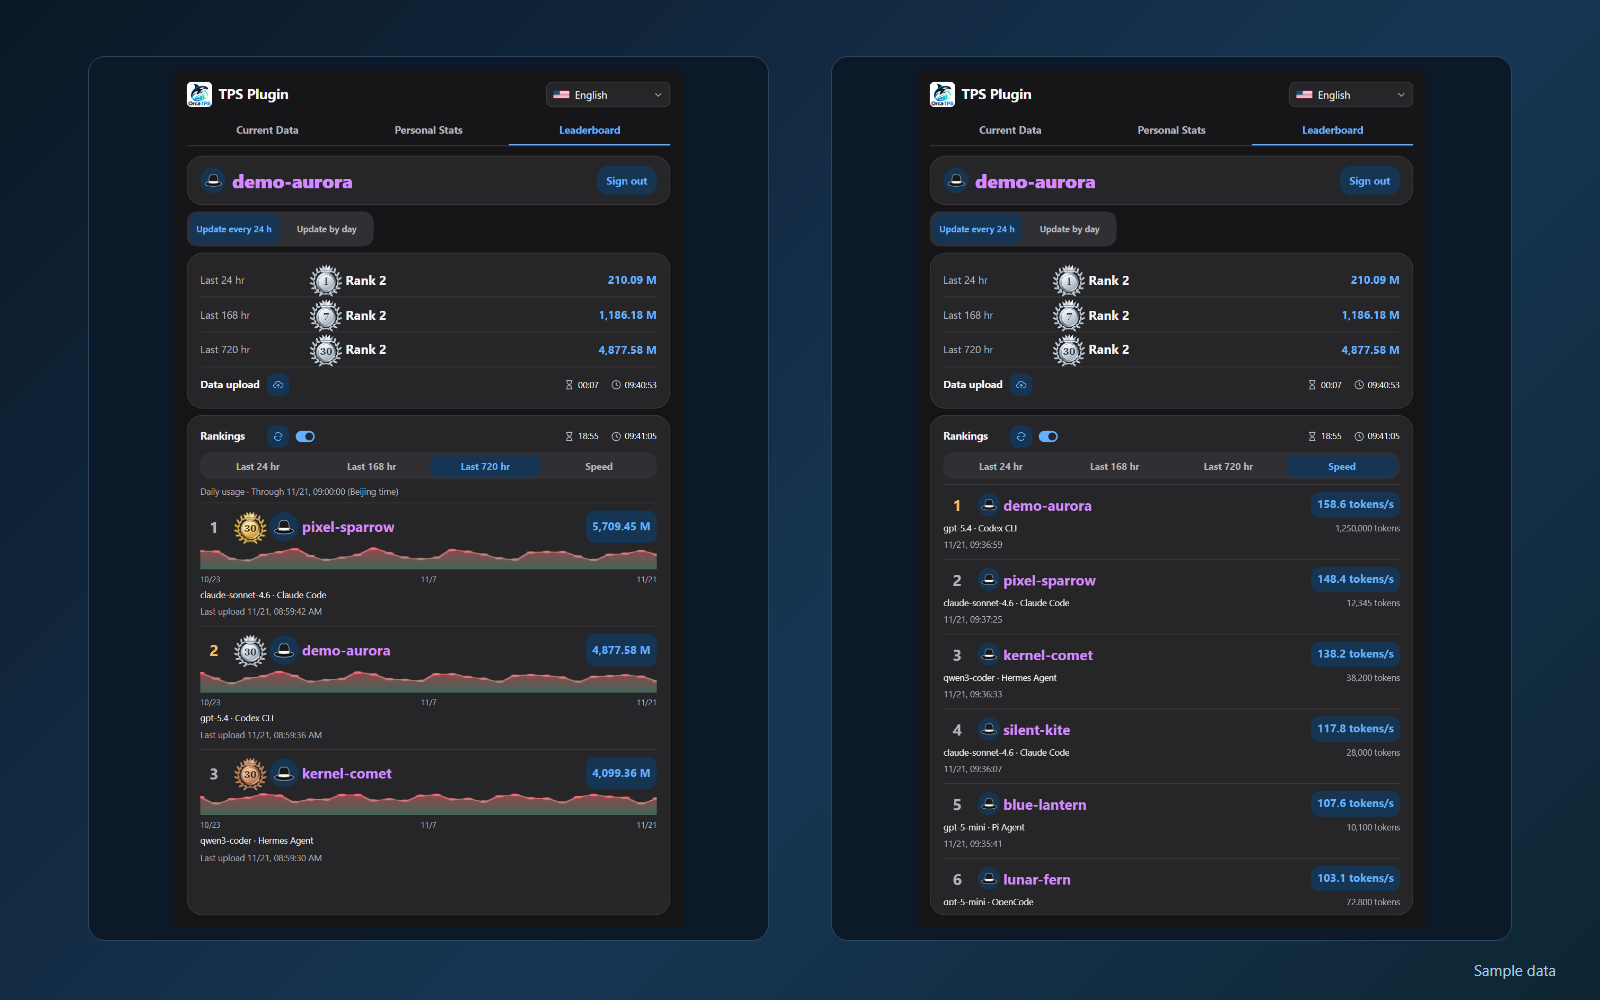 TPS Plugin
English
Current Data Personal Stats Leaderboard
demo-aurora Sign out
Update every 24 h Update by day
Last 24 hr 1 Rank 2 210.09 M
Last 168 hr 7 Rank 2 1,186.18 M
Last 720 hr 30 Rank 2 4,877.58 M
Data upload 00:07 09:40:53
Rankings 18:55 09:41:05
Last 24 hr Last 168 hr Last 720 hr Speed
Daily usage · Through 11/21, 09:00:00 (Beijing time)
1 30 pixel-sparrow 5,709.45 M
10/23 11/7 11/21
claude-sonnet-4.6 · Claude Code
Last upload 11/21, 08:59:42 AM
2 30 demo-aurora 4,877.58 M
10/23 11/7 11/21
gpt-5.4 · Codex CLI
Last upload 11/21, 08:59:36 AM
3 30 kernel-comet 4,099.36 M
10/23 11/7 11/21
qwen3-coder · Hermes Agent
Last upload 11/21, 08:59:30 AM
TPS Plugin
English
Current Data Personal Stats Leaderboard
demo-aurora Sign out
Update every 24 h Update by day
Last 24 hr 1 Rank 2 210.09 M
Last 168 hr 7 Rank 2 1,186.18 M
Last 720 hr 30 Rank 2 4,877.58 M
Data upload 00:07 09:40:53
Rankings 18:55 09:41:05
Last 24 hr Last 168 hr Last 720 hr Speed
1 demo-aurora 158.6 tokens/s
gpt-5.4 · Codex CLI 1,250,000 tokens
11/21, 09:36:59
2 pixel-sparrow 148.4 tokens/s
claude-sonnet-4.6 · Claude Code 12,345 tokens
11/21, 09:37:25
3 kernel-comet 138.2 tokens/s
qwen3-coder · Hermes Agent 38,200 tokens
11/21, 09:36:33
4 silent-kite 117.8 tokens/s
claude-sonnet-4.6 · Claude Code 28,000 tokens
11/21, 09:36:07
5 blue-lantern 107.6 tokens/s
gpt-5-mini · Pi Agent 10,100 tokens
11/21, 09:35:41
6 lunar-fern 103.1 tokens/s
gpt-5-mini · OpenCode 72,800 tokens
Sample data